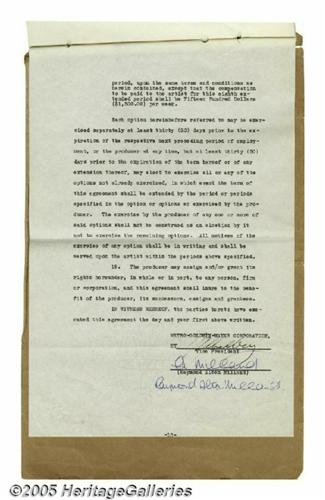 period, upon the same terms and conditions as
herein contained, except that the compensation
to be paid to the artist for this eighth ex-
tended period shall be Fifteen Hundred Dollars
($1,500.00) per week.
Each option hereinbefore referred to may be exer-
cised separately at least thirty (30) days prior to the ex-
piration of the respective next preceding period of employ-
ment, or the producer at any time, but at least thirty (30)
days prior to the expiration of the term hereof or of any
extension thereof, may elect to exercise all or any of the
options not already exercised, in which event the term of
this agreement shall be extended by the period or periods
specified in the option or options so exercised by the pro-
ducer. The exercise by the producer of any one or more of
said options shall not be construed as an election by it
not to exercise the remaining options. All notices of the
exercise of any option shall be in writing and shall be
served upon the artist within the periods above specified.
19. The producer may assign and/or grant its
rights hereunder, in whole or in part, to any person, firm
or corporation, and this agreement shall inure to the bene-
fit of the producer, its successors, assigns and grantees.
IN WITNESS WHEREOF, the parties hereto have exe-
cuted this agreement the day and year first above written.
METRO-GOLDWYN-MAYER CORPORATION,
BY
Vice President
R Milland
(Raymond Alton Milland)
Raymond Alton Milland
©2005 HeritageGalleries